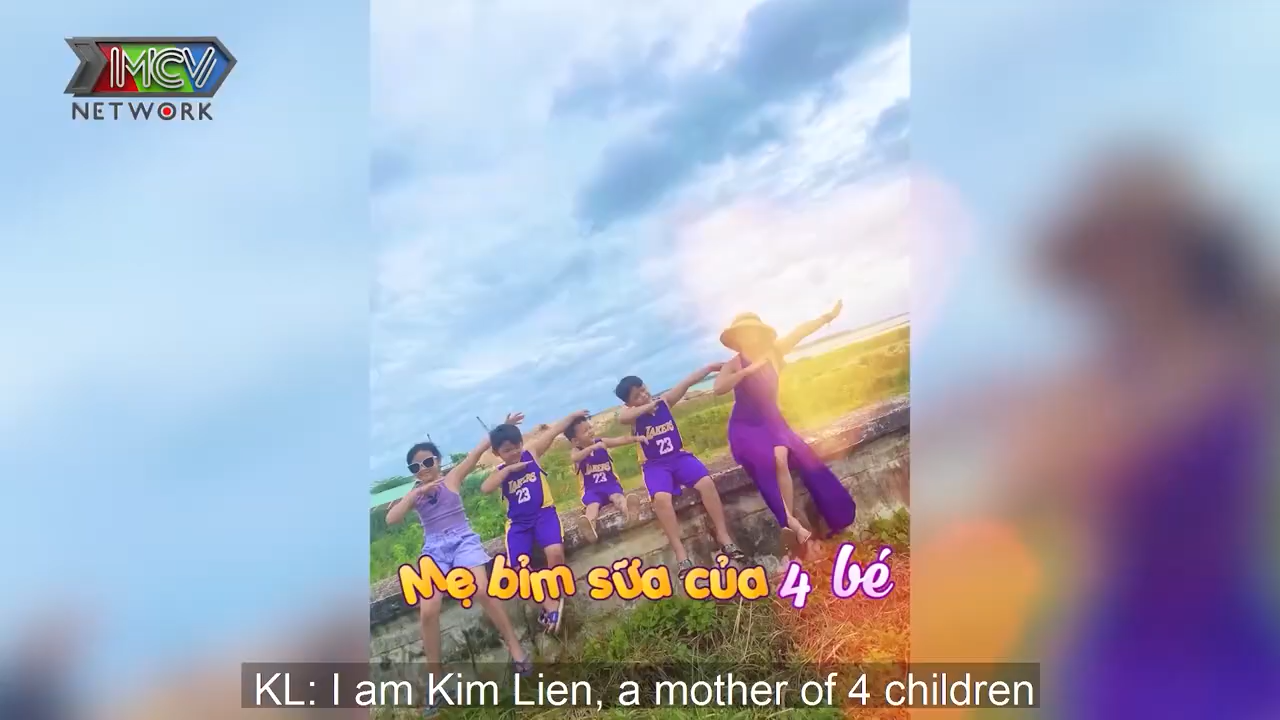 MCV
NETWORK
LAKERS
23
LAKERS
23
LAKERS
23
Mẹ bỉm sữa của 4 bé
KL: I am Kim Lien, a mother of 4 children